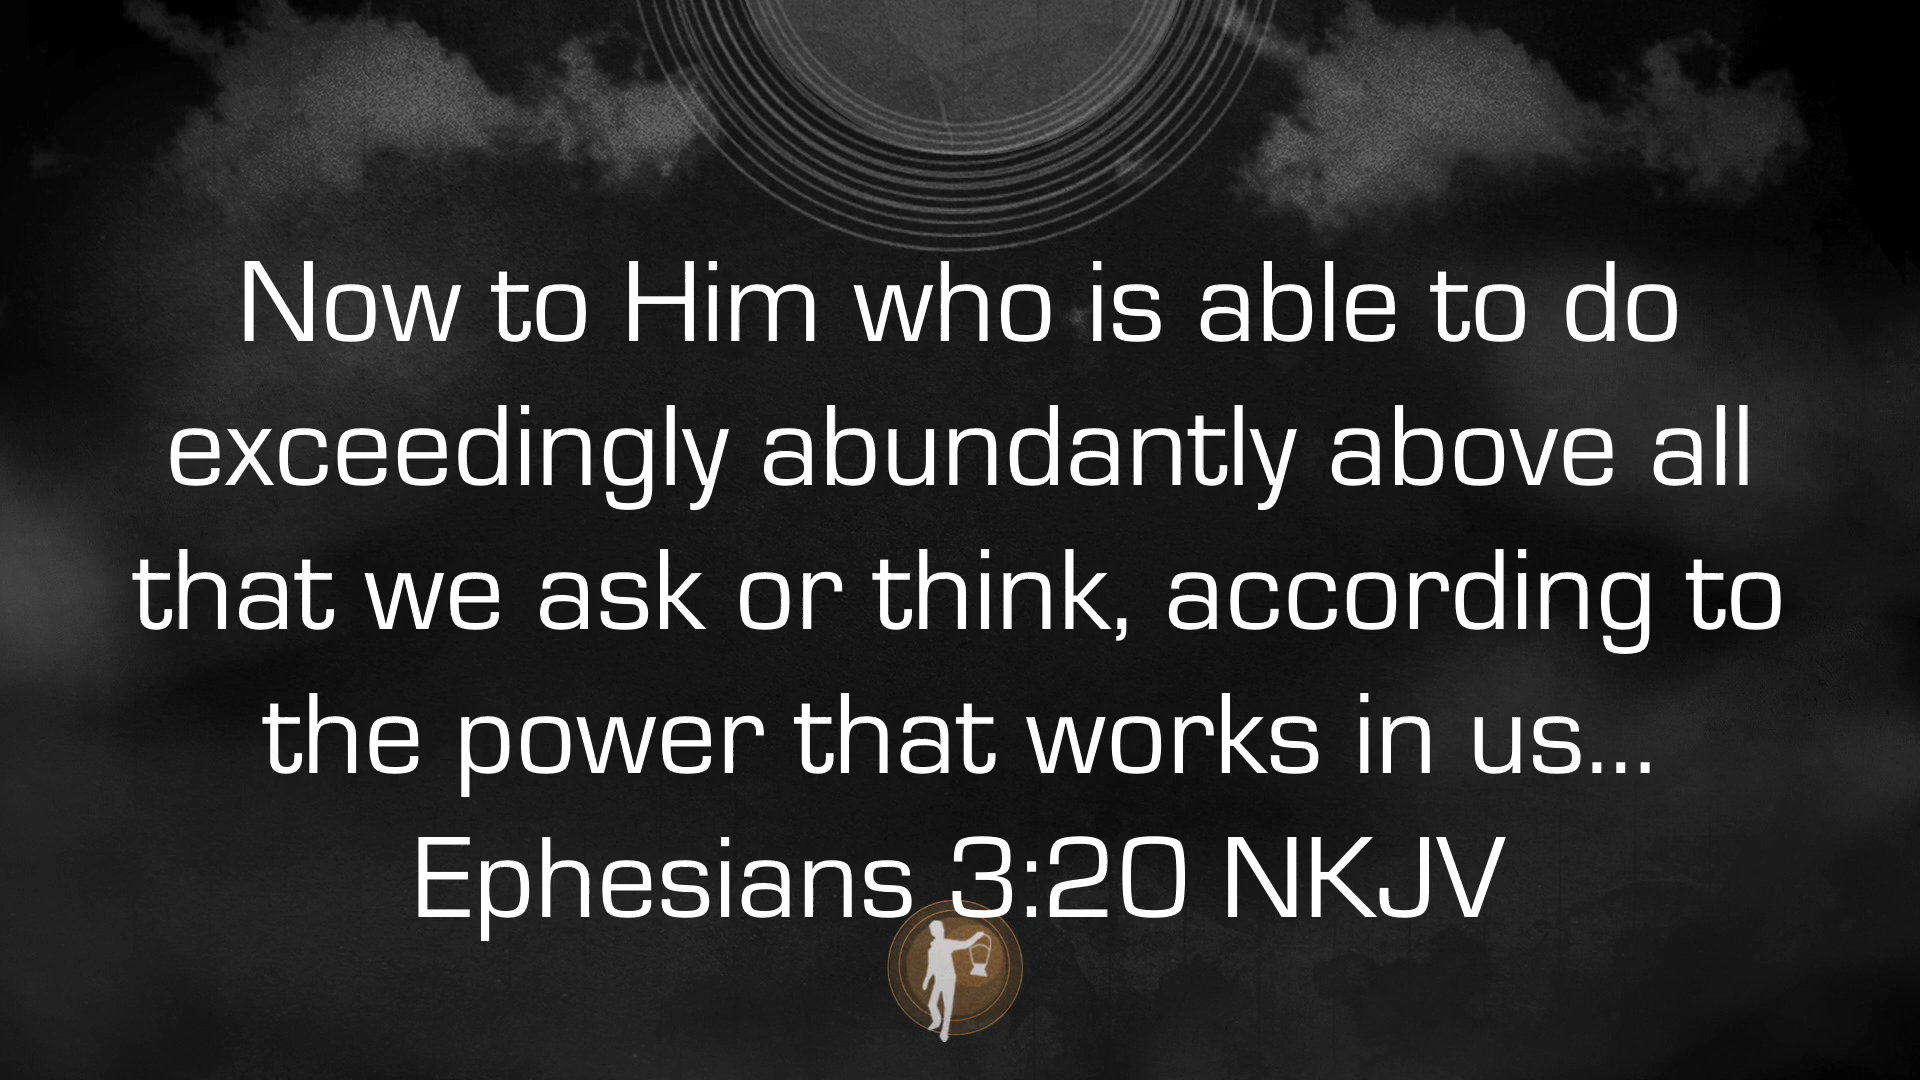 Now to Him who is able to do
exceedingly abundantly above all
that we ask or think, according to
the power that works in us...
Ephesians 3:20 NKJV